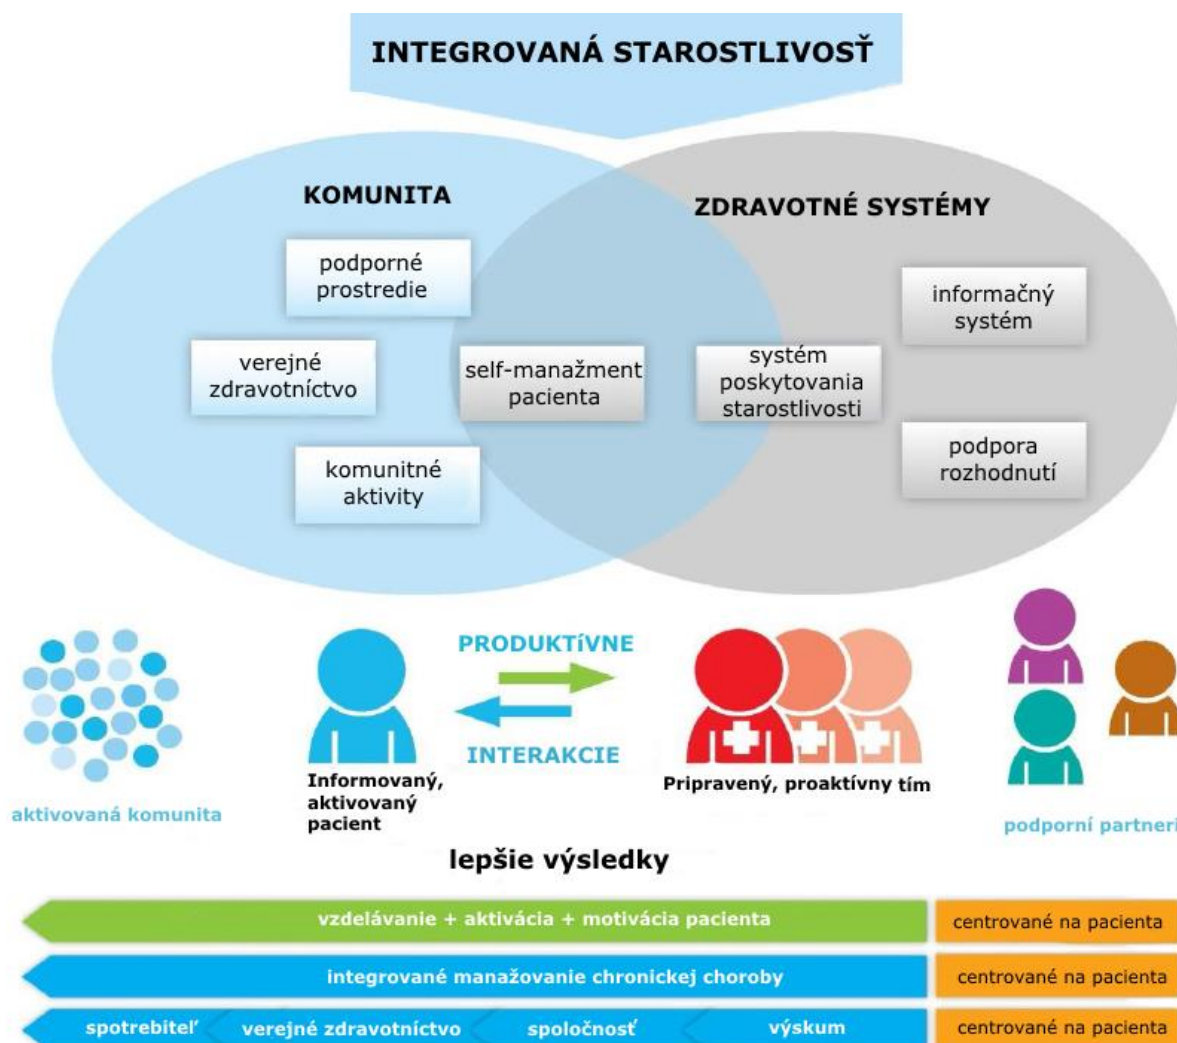 INTEGROVANÁ STAROSTLIVOSŤ
KOMUNITA
ZDRAVOTNÉ SYSTÉMY
podporné
prostredie
informačný
systém
verejné
zdravotníctvo
self-manažment
pacienta
systém
poskytovania
starostlivosti
komunitné
aktivity
podpora
rozhodnutí
PRODUKTíVNE
INTERAKCIE
aktivovaná komunita
Informovaný,
aktivovaný
pacient
Pripravený, proaktívny tím
podporní partneri
lepšie výsledky
vzdelávanie + aktivácia + motivácia pacienta
centrované na pacienta
integrované manažovanie chronickej choroby
centrované na pacienta
spotrebiteľ verejné zdravotníctvo spoločnosť výskum
centrované na pacienta